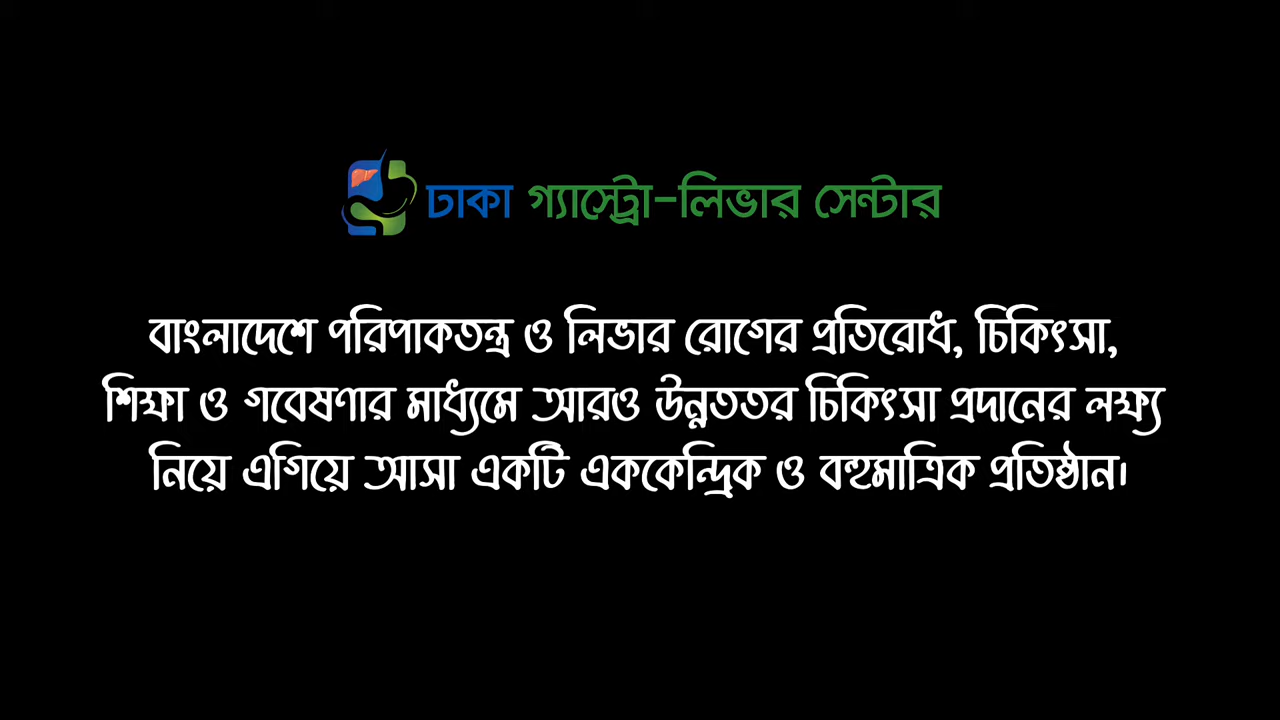 ঢাকা গ্যাস্ট্রো-লিভার সেন্টার
বাংলাদেশে পরিপাকতন্ত্র ও লিভার রোগের প্রতিরোধ, চিকিৎসা,
শিক্ষা ও গবেষণার মাধ্যমে আরও উন্নততর চিকিৎসা প্রদানের লক্ষ্য
নিয়ে এগিয়ে আসা একটি এককেন্দ্রিক ও বহুমাত্রিক প্রতিষ্ঠান।